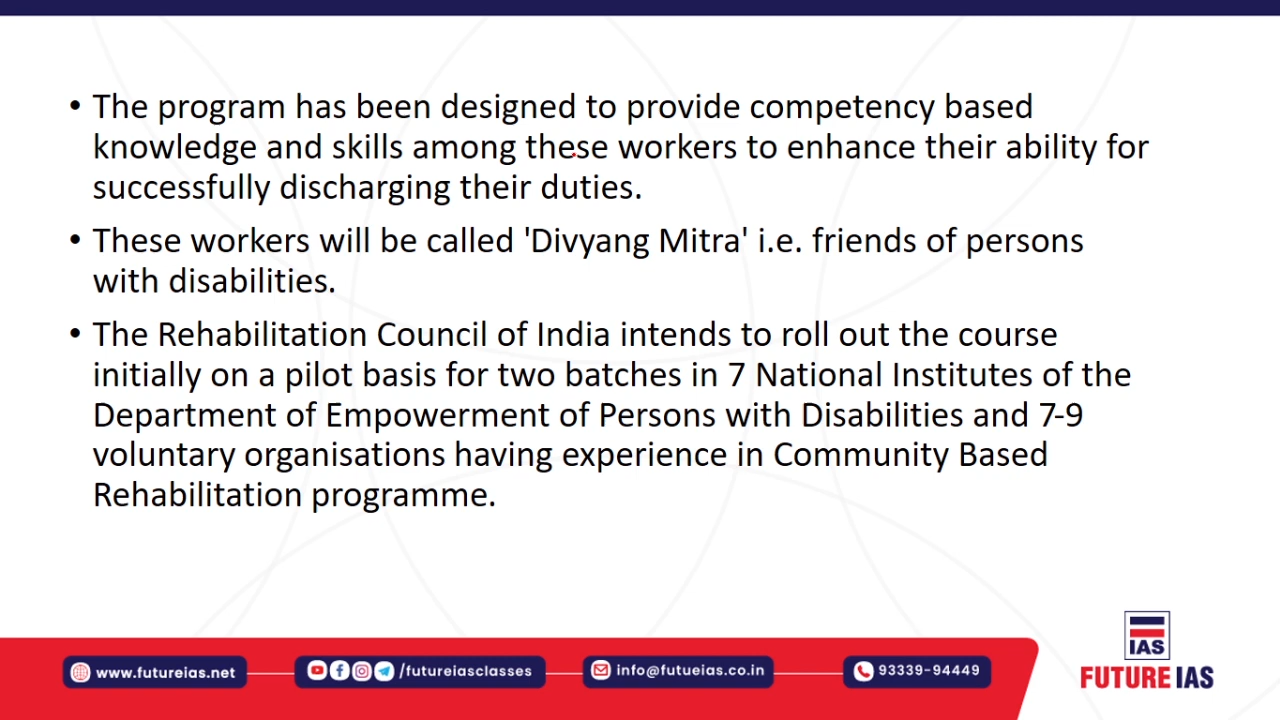 • The program has been designed to provide competency based
knowledge and skills among these workers to enhance their ability for
successfully discharging their duties.
• These workers will be called 'Divyang Mitra' i.e. friends of persons
with disabilities.
• The Rehabilitation Council of India intends to roll out the course
initially on a pilot basis for two batches in 7 National Institutes of the
Department of Empowerment of Persons with Disabilities and 7-9
voluntary organisations having experience in Community Based
Rehabilitation programme.
IAS
FUTURE IAS
www.futureias.net
/futureiasclasses
info@futueias.co.in
93339-94449